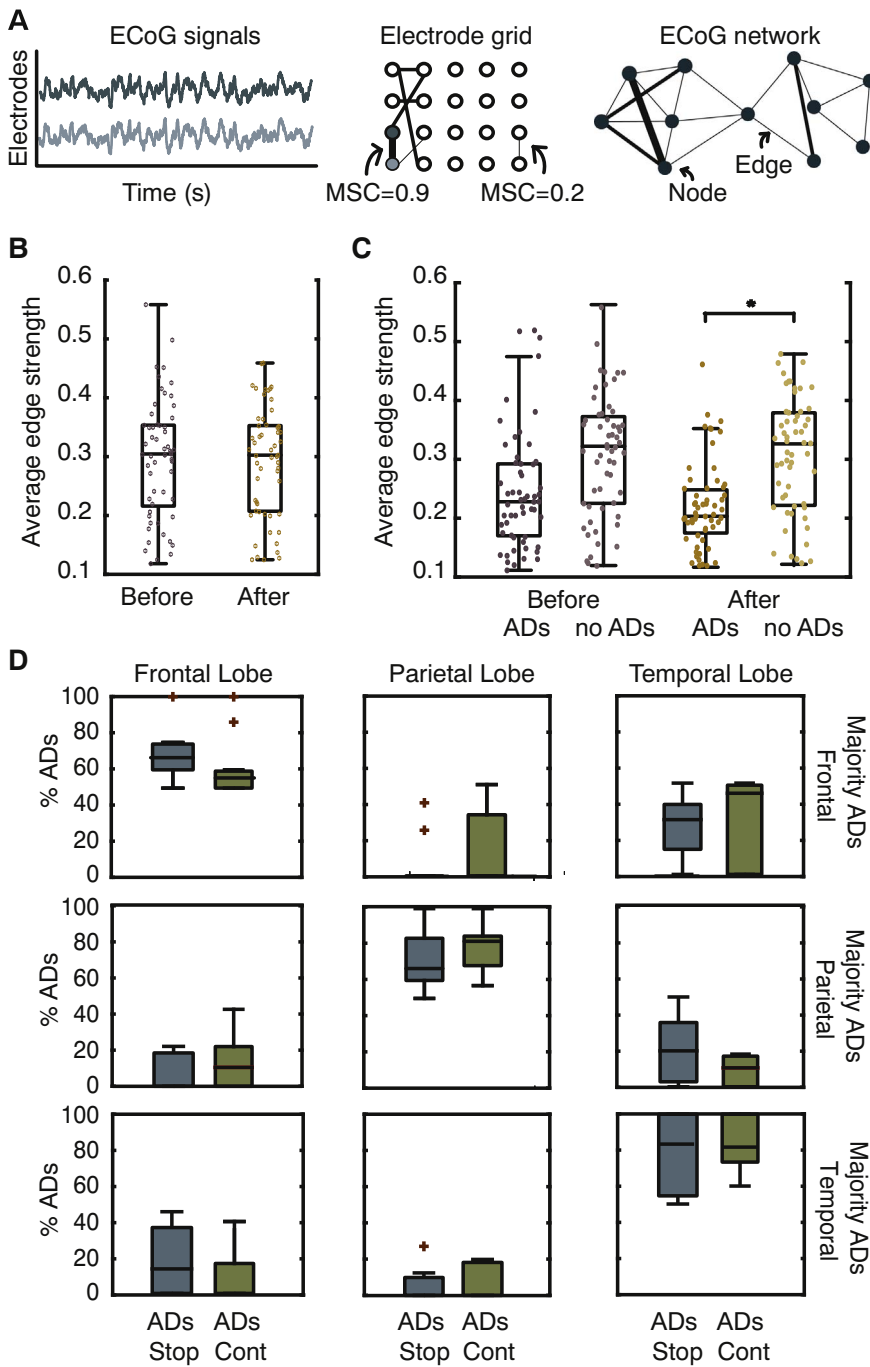 A
ECoG signals
Electrode grid
ECoG network
Electrodes
Time (s)
MSC=0.9
MSC=0.2
Edge
Node
B
Average edge strength
0.6
0.5
0.4
0.3
0.2
0.1
Before
After
C
Average edge strength
0.6
0.5
0.4
0.3
0.2
0.1
*
Before
After
ADs
no ADs
ADs
no ADs
D
Frontal Lobe
Parietal Lobe
Temporal Lobe
% ADs
100
80
60
40
20
0
Majority ADs
Frontal
% ADs
100
80
60
40
20
0
Majority ADs
Parietal
% ADs
100
80
60
40
20
0
Majority ADs
Temporal
ADs ADs
Stop Cont
ADs ADs
Stop Cont
ADs ADs
Stop Cont